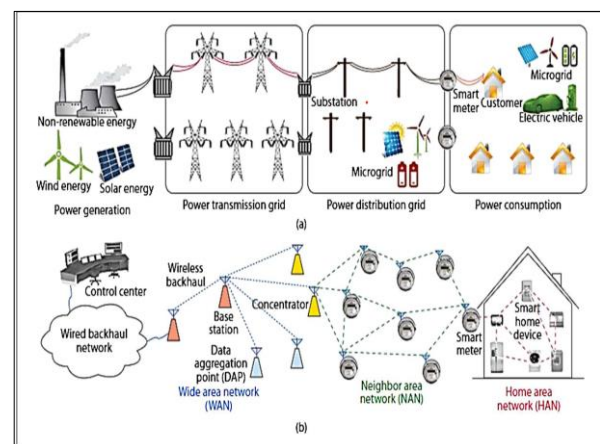 (a)
Non-renewable energy
Wind energy
Solar energy
Power generation
Power transmission grid
Substation
Microgrid
Power distribution grid
Smart
meter
Customer
Microgrid
Electric vehicle
Power consumption
(a)
Control center
Wired backhaul
network
Wireless
backhaul
Base
station
Data
aggregation
point (DAP)
Wide area network
(WAN)
Concentrator
Neighbor area
network (NAN)
Smart
meter
Smart
home
device
Home area
network (HAN)
(b)